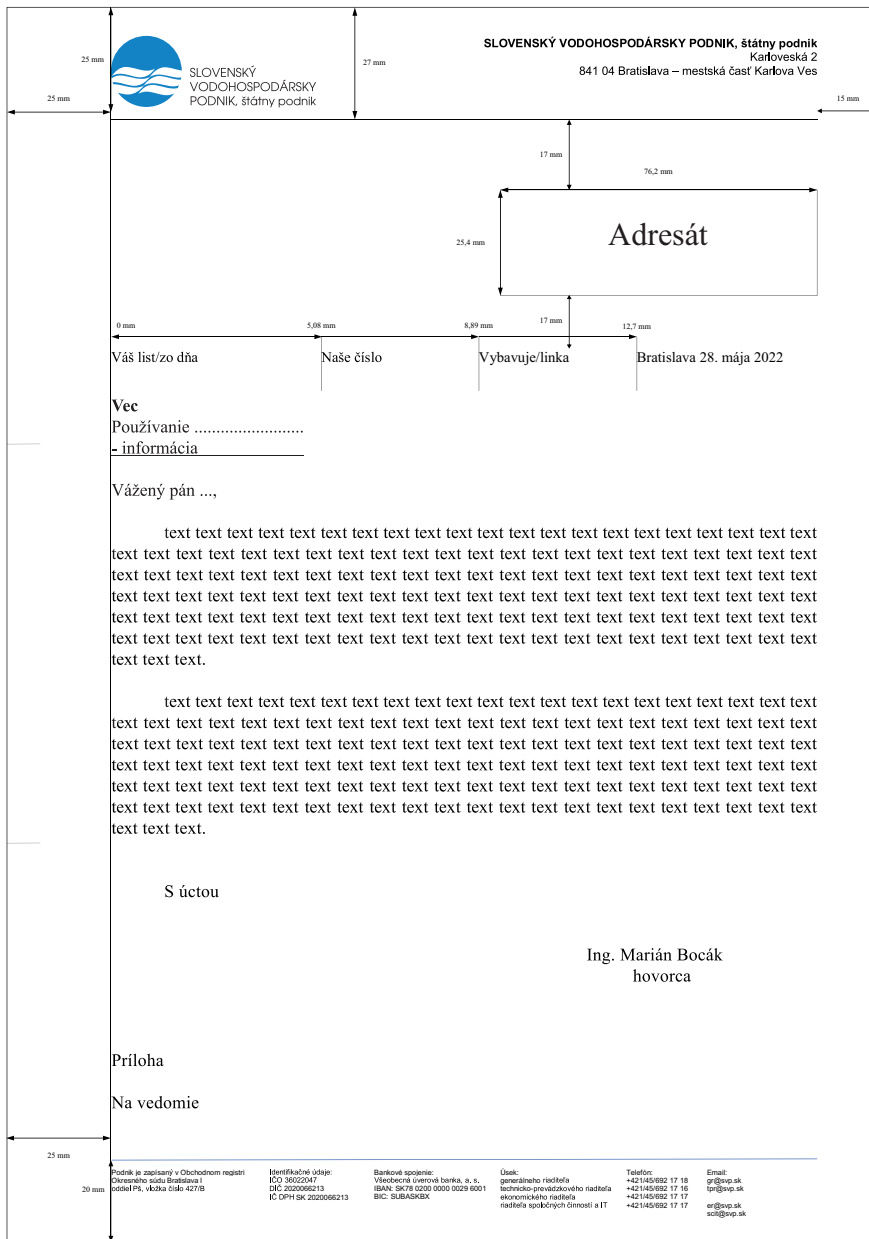 25 mm
27 mm
25 mm
15 mm
SLOVENSKÝ
VODOHOSPODÁRSKY
PODNIK, štátny podnik
SLOVENSKÝ VODOHOSPODÁRSKY PODNIK, štátny podnik
Karloveská 2
841 04 Bratislava – mestská časť Karlova Ves
17 mm
76,2 mm
25,4 mm
Adresát
17 mm
0 mm
5,08 mm
8,89 mm
12,7 mm
Váš list/zo dňa
Naše číslo
Vybavuje/linka
Bratislava 28. mája 2022
Vec
Používanie .........................
- informácia
Vážený pán ...,
text text text text text text text text text text text text text text text text text text text text text
text text text text text text text text text text text text text text text text text text text text text text
text text text text text text text text text text text text text text text text text text text text text text
text text text text text text text text text text text text text text text text text text text text text text
text text text text text text text text text text text text text text text text text text text text text text
text text text text text text text text text text text text text text text text text text text text text text
text text text.
text text text text text text text text text text text text text text text text text text text text text
text text text text text text text text text text text text text text text text text text text text text text
text text text text text text text text text text text text text text text text text text text text text text
text text text text text text text text text text text text text text text text text text text text text text
text text text text text text text text text text text text text text text text text text text text text text
text text text text text text text text text text text text text text text text text text text text text text
text text text.
S úctou
Ing. Marián Bocák
hovorca
Príloha
Na vedomie
25 mm
20 mm
Podnik je zapísaný v Obchodnom registri
Okresného súdu Bratislava I
oddiel Pš, vložka číslo 427/B
Identifikačné údaje:
IČO 36022047
DIČ 2020066213
IČ DPH SK 2020066213
Bankové spojenie:
Všeobecná úverová banka, a. s.
IBAN: SK78 0200 0000 0029 6001
BIC: SUBASKBX
Úsek:
generálneho riaditeľa
technicko-prevádzkového riaditeľa
ekonomického riaditeľa
riaditeľa spoločných činností a IT
Telefón:
+421/45/692 17 18
+421/45/692 17 16
+421/45/692 17 17
+421/45/692 17 17
Email:
gr@svp.sk
tpr@svp.sk
er@svp.sk
scit@svp.sk